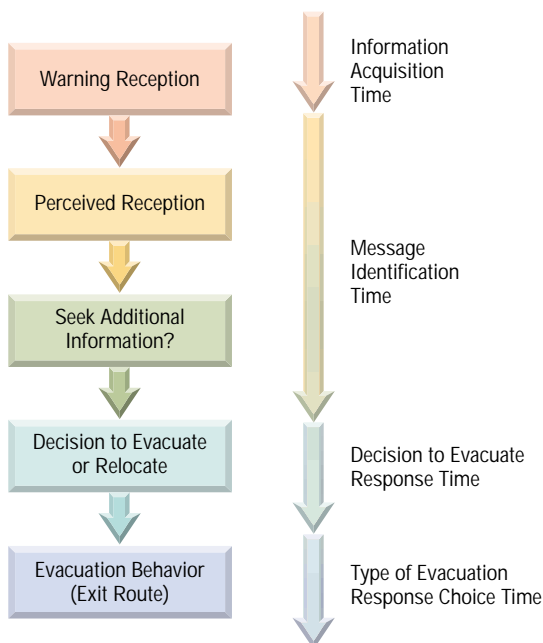 Warning Reception
Perceived Reception
Seek Additional
Information?
Decision to Evacuate
or Relocate
Evacuation Behavior
(Exit Route)
Information
Acquisition
Time
Message
Identification
Time
Decision to Evacuate
Response Time
Type of Evacuation
Response Choice Time